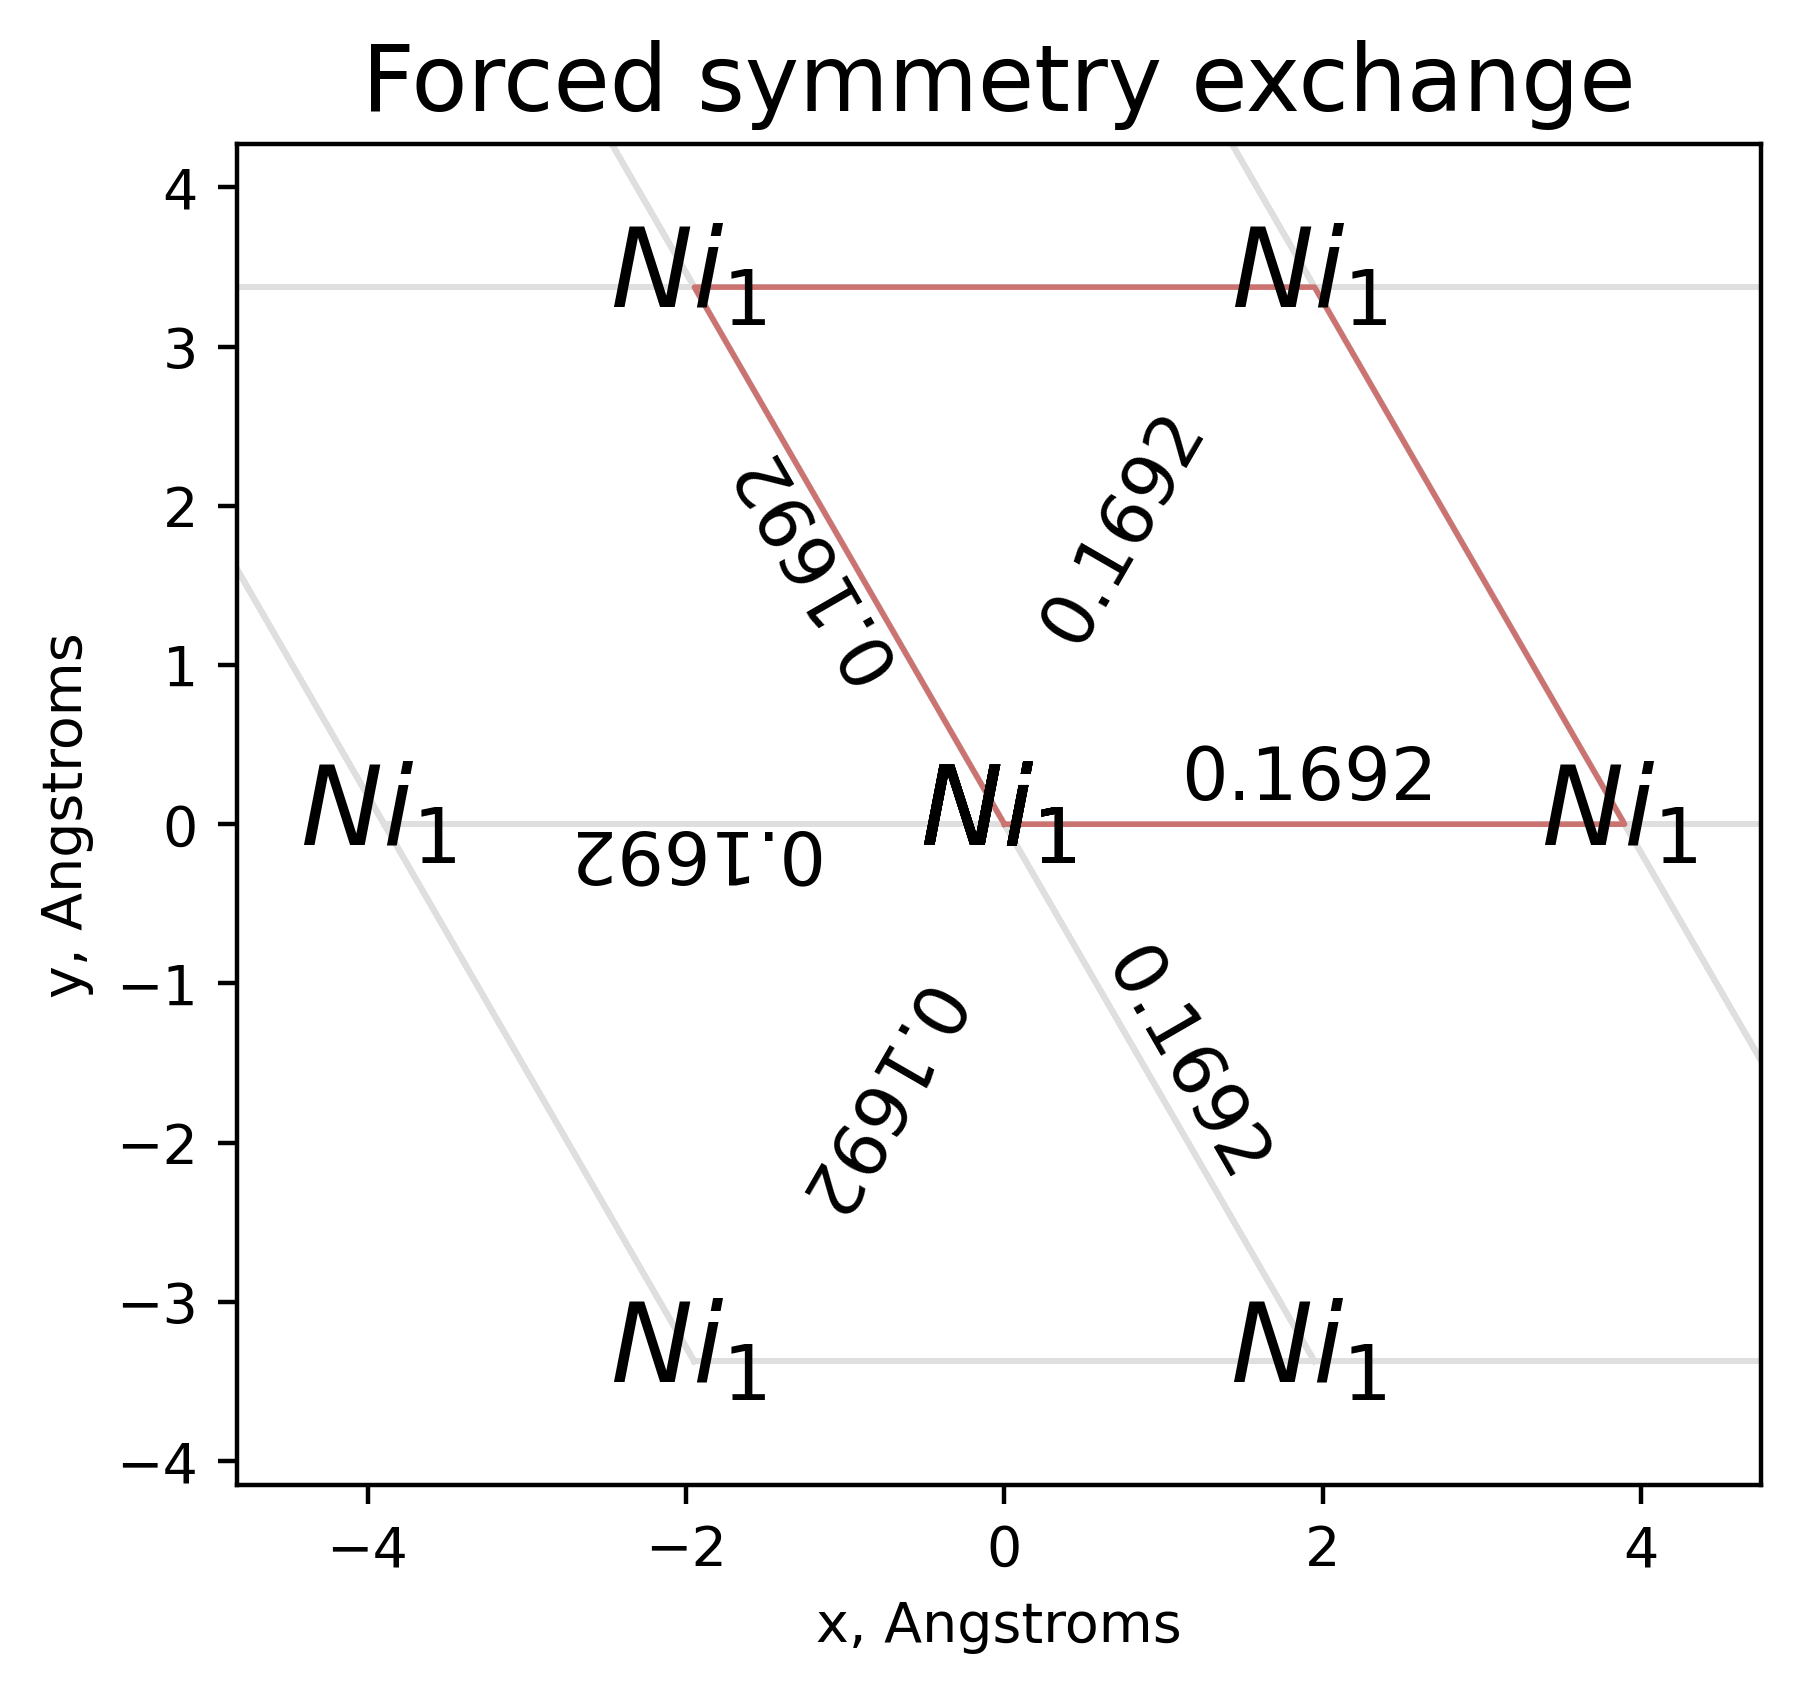 Forced symmetry exchange
4
Ni1 Ni1
3
0.1692 0.1692
2
1
0.1692
0 Ni1 Ni1 Ni1
0.1692
y, Angstroms
−1
0.1692 0.1692
−2
−3
Ni1 Ni1
−4
−4 −2 0 2 4
x, Angstroms